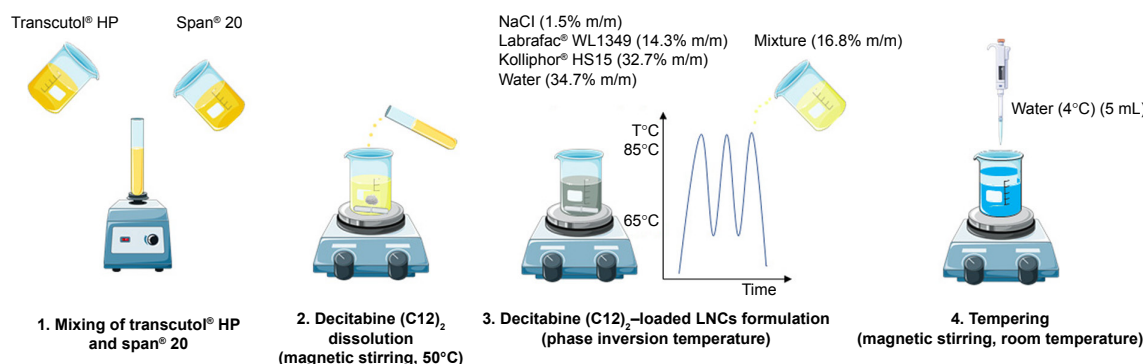 Transcutol® HP
Span® 20
NaCl (1.5% m/m)
Labrafac® WL1349 (14.3% m/m)
Kolliphor® HS15 (32.7% m/m)
Water (34.7% m/m)
Mixture (16.8% m/m)
Water (4°C) (5 mL)
T°C
85°C
65°C
Time
1. Mixing of transcutol® HP
and span® 20
2. Decitabine (C12)₂
dissolution
(magnetic stirring, 50°C)
3. Decitabine (C12)₂–loaded LNCs formulation
(phase inversion temperature)
4. Tempering
(magnetic stirring, room temperature)